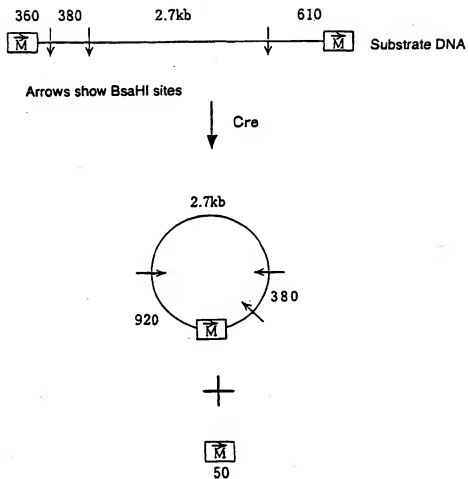 360 380 2.7kb 610
M M Substrate DNA
Arrows show BsaHI sites
Cre
2.7kb
380
920
M
+
M
50